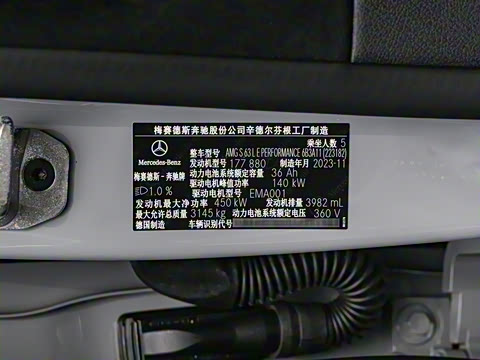 梅赛德斯奔驰股份公司辛德尔芬根工厂制造
乘坐人数 5
整车型号 AMG S 63 L E PERFORMANCE 6B3A11 (223182)
Mercedes-Benz 发动机型号 177 880 制造年月 2023-11
梅赛德斯-奔驰牌 动力电池系统额定容量 36 Ah
驱动电机峰值功率 140 kW
1.0 % 驱动电机型号 EMA001
发动机最大净功率 450 kW 发动机排量 3982 mL
最大允许总质量 3145 kg 动力电池系统额定电压 360 V
德国制造 车辆识别代号